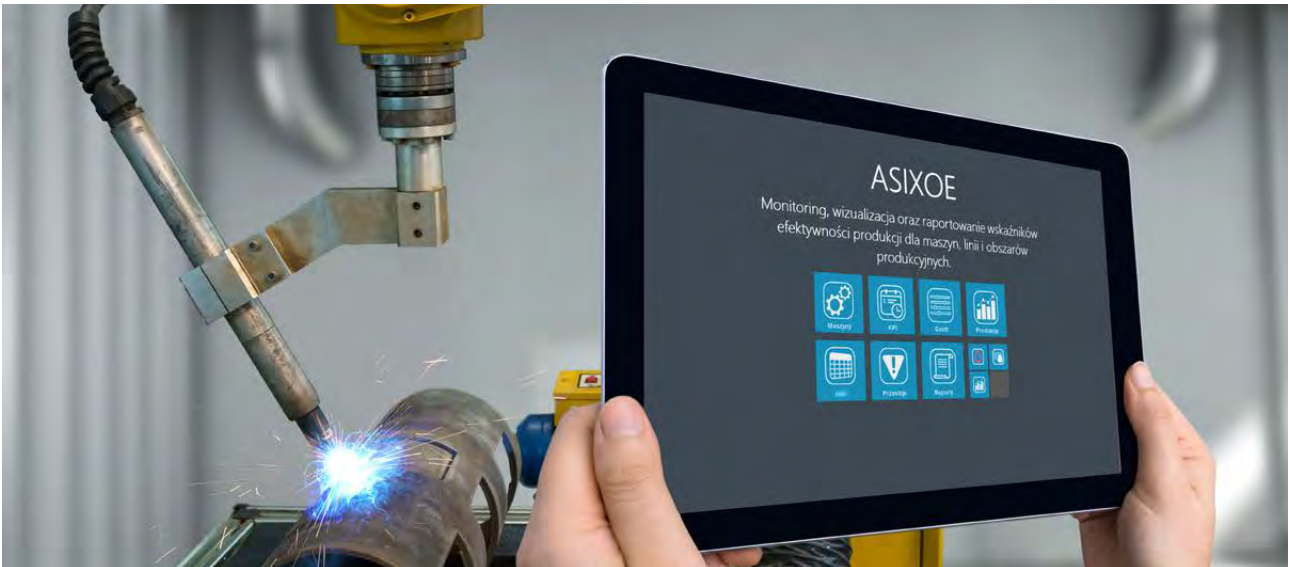 ASIXOE
Monitoring, wizualizacja oraz raportowanie wskaźników
efektywności produkcji dla maszyn, linii i obszarów
produkcyjnych.
Maszyny KPI Gantt Produkcja
Przestoje Raporty